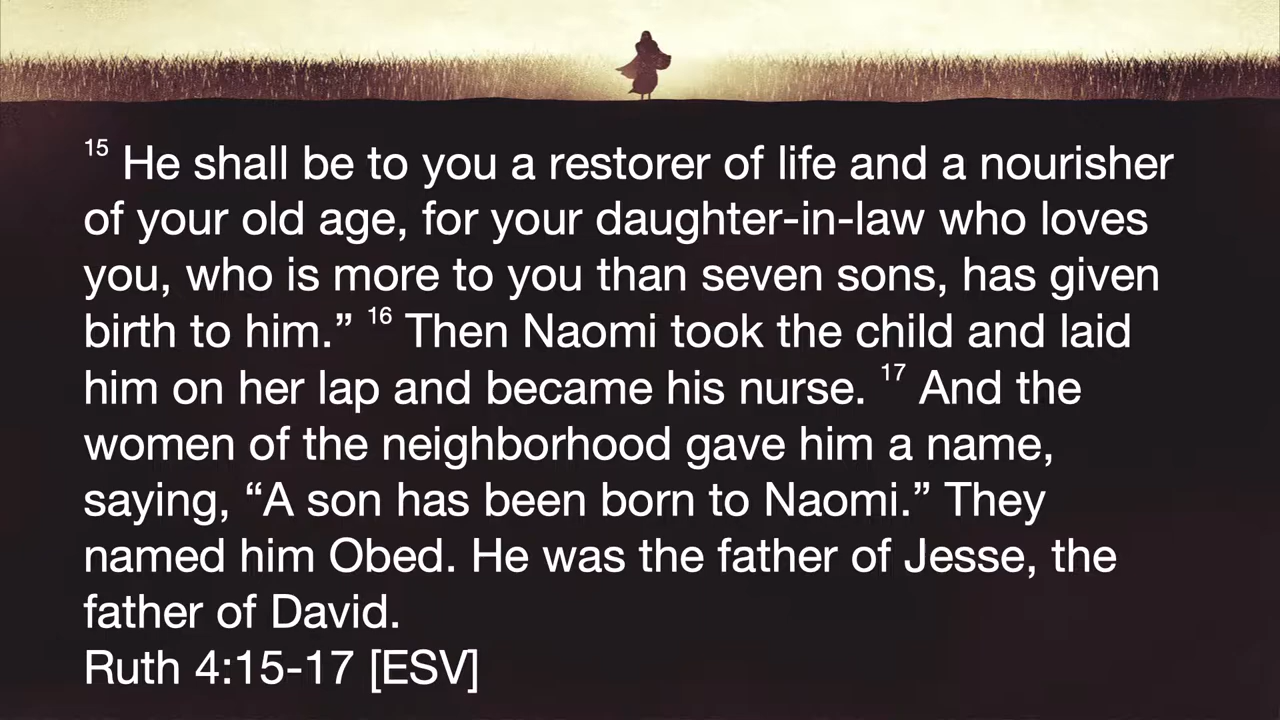 15 He shall be to you a restorer of life and a nourisher
of your old age, for your daughter-in-law who loves
you, who is more to you than seven sons, has given
birth to him.” 16 Then Naomi took the child and laid
him on her lap and became his nurse. 17 And the
women of the neighborhood gave him a name,
saying, “A son has been born to Naomi.” They
named him Obed. He was the father of Jesse, the
father of David.
Ruth 4:15-17 [ESV]